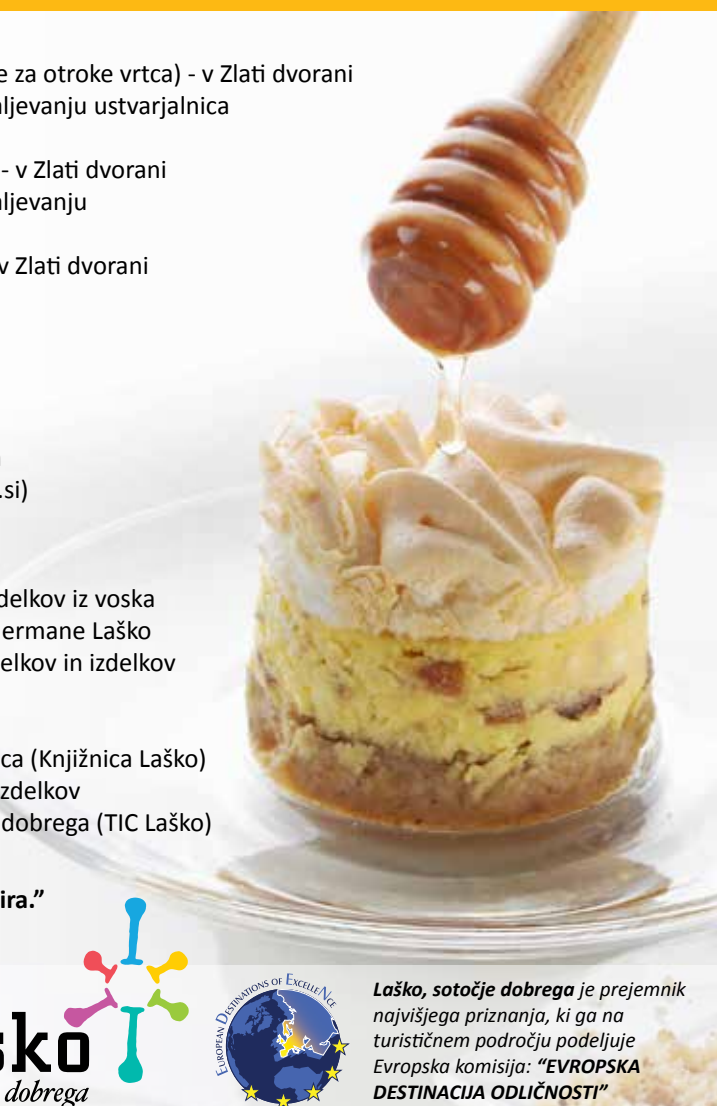 e za otroke vrtca) - v Zlati dvorani
ljevanju ustvarjalnica
- v Zlati dvorani
ljevanju
v Zlati dvorani
.si)
delkov iz voska
ermane Laško
elkov in izdelkov
ca (Knjižnica Laško)
zdelkov
dobrega (TIC Laško)
ira.”
EUROPEAN DESTINATIONS OF EXCELLENCE
ško
dobrega
Laško, sotočje dobrega je prejemnik
najvišjega priznanja, ki ga na
turističnem področju podeljuje
Evropska komisija: “EVROPSKA
DESTINACIJA ODLIČNOSTI”